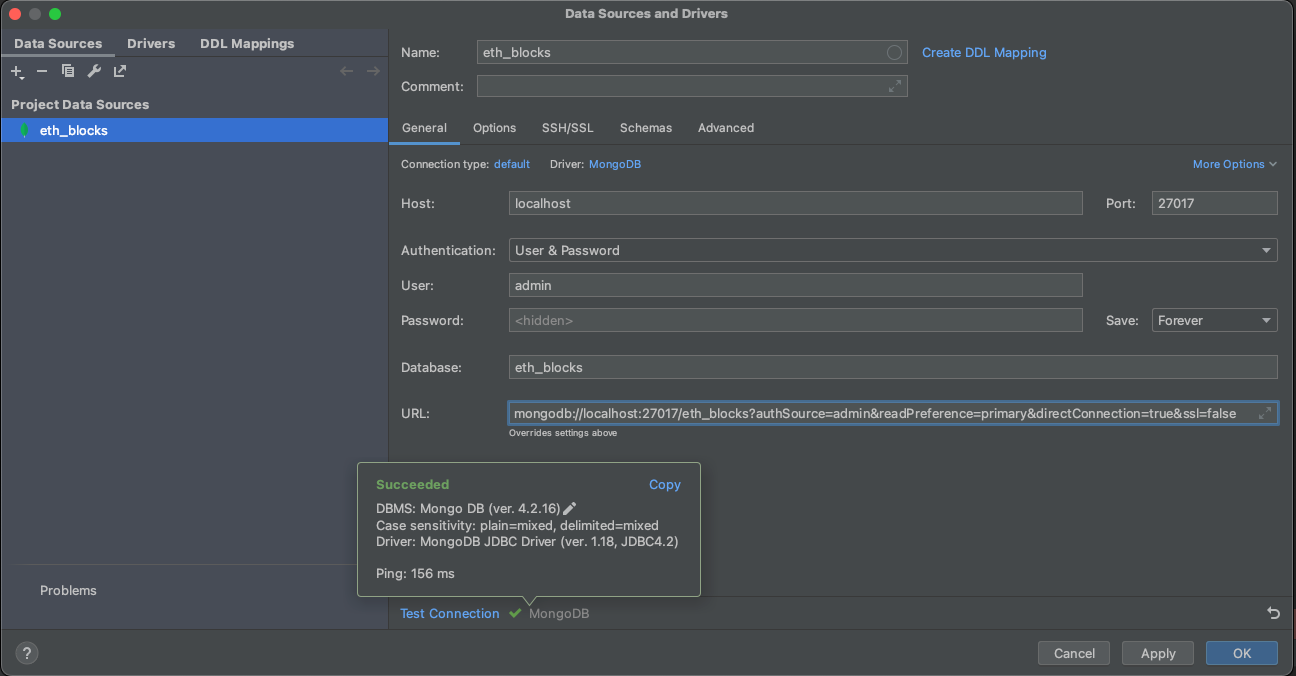 Data Sources and Drivers
Data Sources Drivers DDL Mappings
Project Data Sources
eth_blocks
Problems
Name: eth_blocks Create DDL Mapping
Comment:
General Options SSH/SSL Schemas Advanced
Connection type: default Driver: MongoDB More Options
Host: localhost Port: 27017
Authentication: User & Password
User: admin
Password: <hidden> Save: Forever
Database: eth_blocks
URL: mongodb://localhost:27017/eth_blocks?authSource=admin&readPreference=primary&directConnection=true&ssl=false
Overrides settings above
Succeeded Copy
DBMS: Mongo DB (ver. 4.2.16)
Case sensitivity: plain=mixed, delimited=mixed
Driver: MongoDB JDBC Driver (ver. 1.18, JDBC4.2)
Ping: 156 ms
Test Connection MongoDB
? Cancel Apply OK